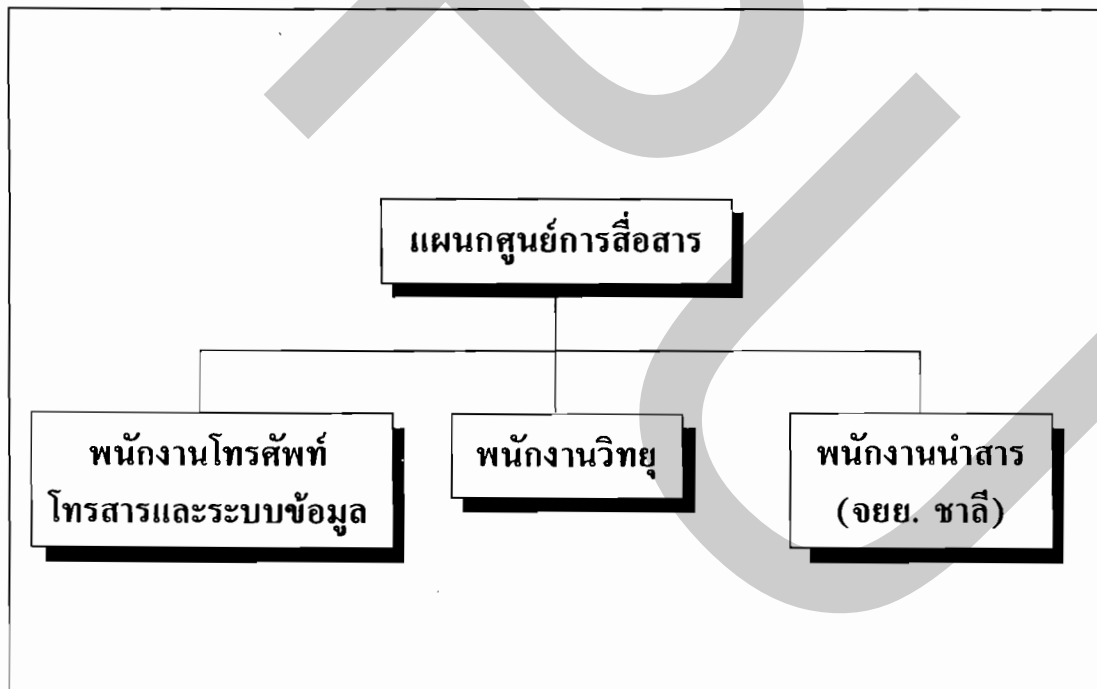 แผนกศูนย์การสื่อสาร
พนักงานโทรศัพท์
โทรสารและระบบข้อมูล
พนักงานวิทยุ
พนักงานนำสาร
(จยย. ชาลี)